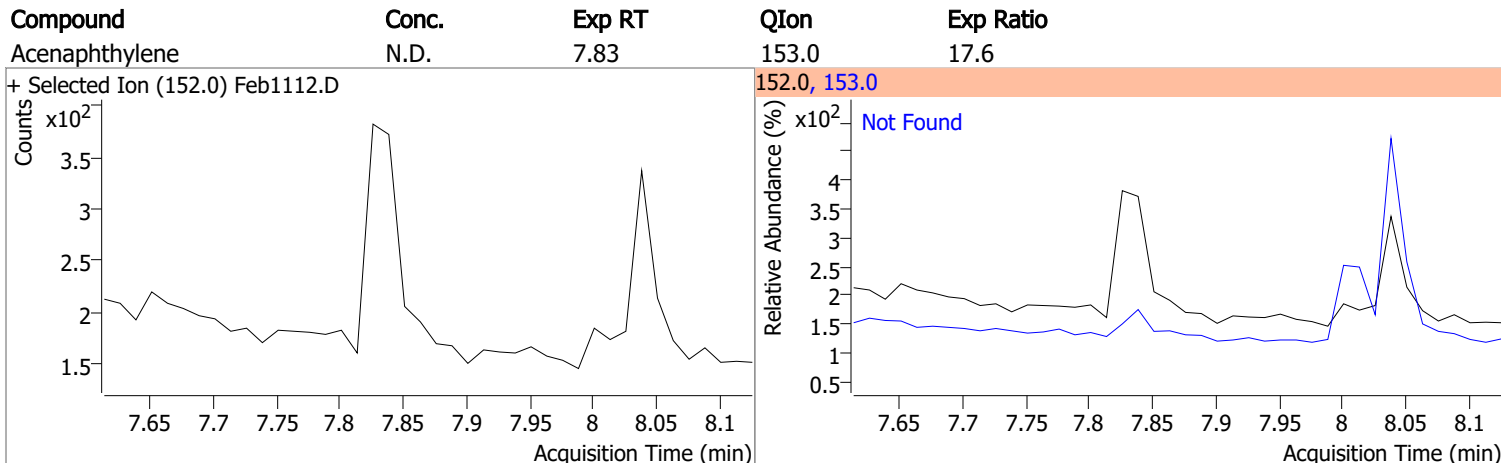 Compound Conc. Exp RT QIon Exp Ratio
Acenaphthylene N.D. 7.83 153.0 17.6
+ Selected Ion (152.0) Feb1112.D
Counts
x10²
3.5
3
2.5
2
1.5
7.65 7.7 7.75 7.8 7.85 7.9 7.95 8 8.05 8.1
Acquisition Time (min)
152.0, 153.0
Relative Abundance (%)
x10²
Not Found
4
3.5
3
2.5
2
1.5
1
0.5
7.65 7.7 7.75 7.8 7.85 7.9 7.95 8 8.05 8.1
Acquisition Time (min)